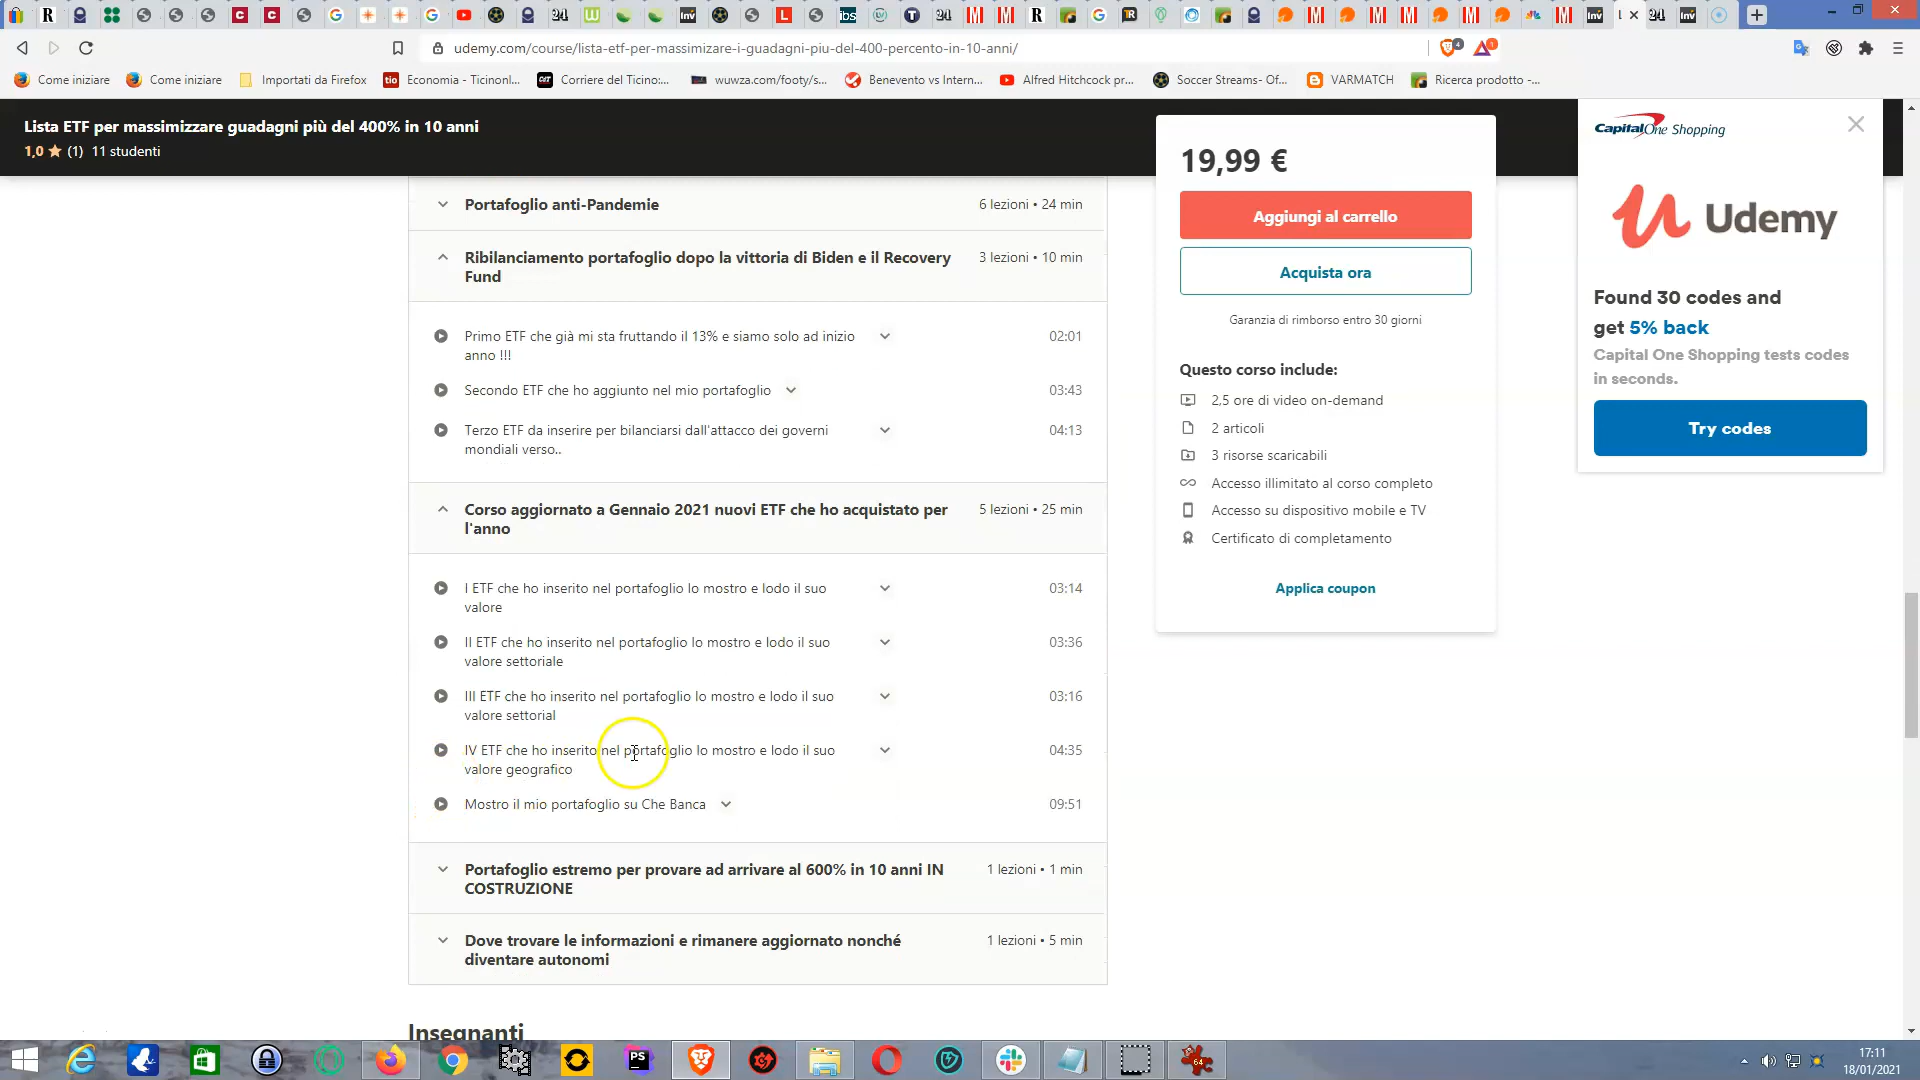 udemy.com/course/lista-etf-per-massimizare-i-guadagni-piu-del-400-percento-in-10-anni/
Come iniziare
Come iniziare
Importati da Firefox
Economia - Ticinonl...
Corriere del Ticino:...
wuwza.com/footy/s...
Benevento vs Intern...
Alfred Hitchcock pr...
Soccer Streams- Of...
VARMATCH
Ricerca prodotto -...
Lista ETF per massimizzare guadagni più del 400% in 10 anni
1,0 (1) 11 studenti
Portafoglio anti-Pandemie
6 lezioni • 24 min
Ribilanciamento portafoglio dopo la vittoria di Biden e il Recovery
Fund
3 lezioni • 10 min
Primo ETF che già mi sta fruttando il 13% e siamo solo ad inizio
anno !!!
02:01
Secondo ETF che ho aggiunto nel mio portafoglio
03:43
Terzo ETF da inserire per bilanciarsi dall'attacco dei governi
mondiali verso..
04:13
Corso aggiornato a Gennaio 2021 nuovi ETF che ho acquistato per
l'anno
5 lezioni • 25 min
I ETF che ho inserito nel portafoglio lo mostro e lodo il suo
valore
03:14
II ETF che ho inserito nel portafoglio lo mostro e lodo il suo
valore settoriale
03:36
III ETF che ho inserito nel portafoglio lo mostro e lodo il suo
valore settorial
03:16
IV ETF che ho inserito nel portafoglio lo mostro e lodo il suo
valore geografico
04:35
Mostro il mio portafoglio su Che Banca
09:51
Portafoglio estremo per provare ad arrivare al 600% in 10 anni IN
COSTRUZIONE
1 lezioni • 1 min
Dove trovare le informazioni e rimanere aggiornato nonché
diventare autonomi
1 lezioni • 5 min
Insegnanti
19,99 €
Aggiungi al carrello
Acquista ora
Garanzia di rimborso entro 30 giorni
Questo corso include:
2,5 ore di video on-demand
2 articoli
3 risorse scaricabili
Accesso illimitato al corso completo
Accesso su dispositivo mobile e TV
Certificato di completamento
Applica coupon
Capital One Shopping
Udemy
Found 30 codes and
get 5% back
Capital One Shopping tests codes
in seconds.
Try codes
17:11
18/01/2021